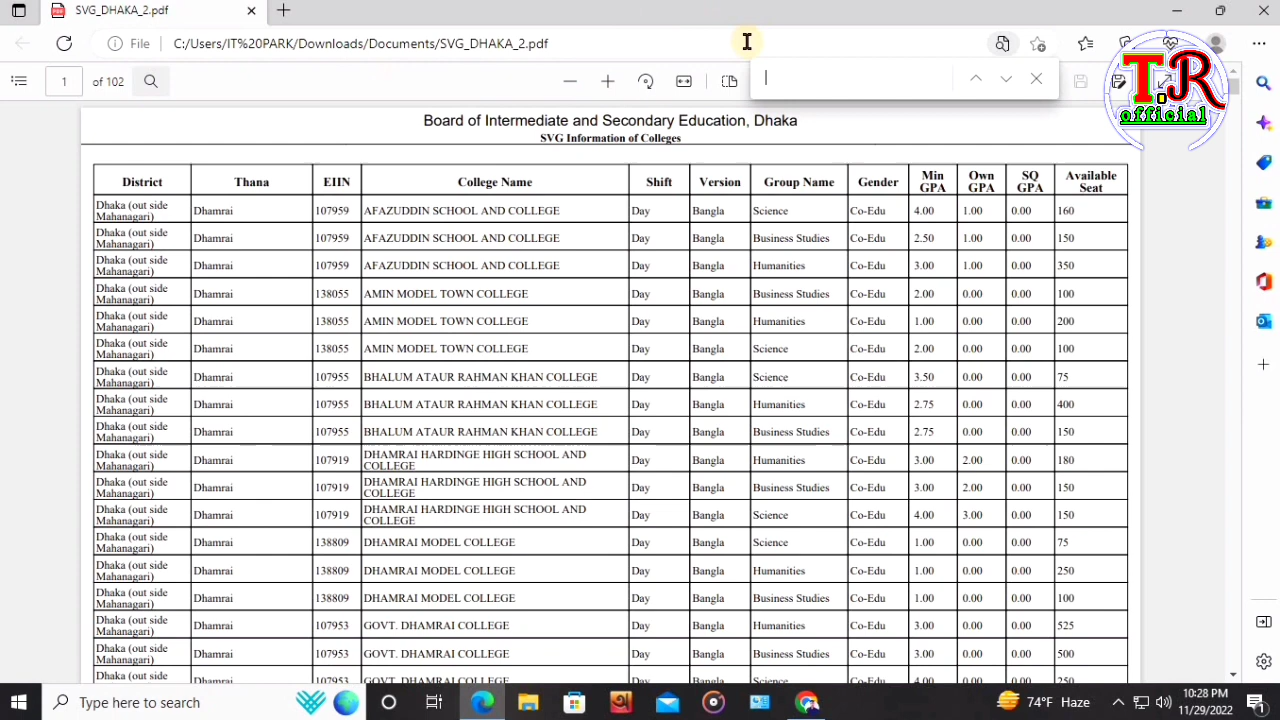 SVG_DHAKA_2.pdf
File C:/Users/IT%20PARK/Downloads/Documents/SVG_DHAKA_2.pdf
1 of 102
T.R
official
Board of Intermediate and Secondary Education, Dhaka
SVG Information of Colleges
District Thana EIIN College Name Shift Version Group Name Gender Min GPA Own GPA SQ GPA Available Seat
Dhaka (out side Mahanagari) Dhamrai 107959 AFAZUDDIN SCHOOL AND COLLEGE Day Bangla Science Co-Edu 4.00 1.00 0.00 160
Dhaka (out side Mahanagari) Dhamrai 107959 AFAZUDDIN SCHOOL AND COLLEGE Day Bangla Business Studies Co-Edu 2.50 1.00 0.00 150
Dhaka (out side Mahanagari) Dhamrai 107959 AFAZUDDIN SCHOOL AND COLLEGE Day Bangla Humanities Co-Edu 3.00 1.00 0.00 350
Dhaka (out side Mahanagari) Dhamrai 138055 AMIN MODEL TOWN COLLEGE Day Bangla Business Studies Co-Edu 2.00 0.00 0.00 100
Dhaka (out side Mahanagari) Dhamrai 138055 AMIN MODEL TOWN COLLEGE Day Bangla Humanities Co-Edu 1.00 0.00 0.00 200
Dhaka (out side Mahanagari) Dhamrai 138055 AMIN MODEL TOWN COLLEGE Day Bangla Science Co-Edu 2.00 0.00 0.00 100
Dhaka (out side Mahanagari) Dhamrai 107955 BHALUM ATAUR RAHMAN KHAN COLLEGE Day Bangla Science Co-Edu 3.50 0.00 0.00 75
Dhaka (out side Mahanagari) Dhamrai 107955 BHALUM ATAUR RAHMAN KHAN COLLEGE Day Bangla Humanities Co-Edu 2.75 0.00 0.00 400
Dhaka (out side Mahanagari) Dhamrai 107955 BHALUM ATAUR RAHMAN KHAN COLLEGE Day Bangla Business Studies Co-Edu 2.75 0.00 0.00 150
Dhaka (out side Mahanagari) Dhamrai 107919 DHAMRAI HARDINGE HIGH SCHOOL AND COLLEGE Day Bangla Humanities Co-Edu 3.00 2.00 0.00 180
Dhaka (out side Mahanagari) Dhamrai 107919 DHAMRAI HARDINGE HIGH SCHOOL AND COLLEGE Day Bangla Business Studies Co-Edu 3.00 2.00 0.00 150
Dhaka (out side Mahanagari) Dhamrai 107919 DHAMRAI HARDINGE HIGH SCHOOL AND COLLEGE Day Bangla Science Co-Edu 4.00 3.00 0.00 150
Dhaka (out side Mahanagari) Dhamrai 138809 DHAMRAI MODEL COLLEGE Day Bangla Science Co-Edu 1.00 0.00 0.00 75
Dhaka (out side Mahanagari) Dhamrai 138809 DHAMRAI MODEL COLLEGE Day Bangla Humanities Co-Edu 1.00 0.00 0.00 250
Dhaka (out side Mahanagari) Dhamrai 138809 DHAMRAI MODEL COLLEGE Day Bangla Business Studies Co-Edu 1.00 0.00 0.00 100
Dhaka (out side Mahanagari) Dhamrai 107953 GOVT. DHAMRAI COLLEGE Day Bangla Humanities Co-Edu 3.00 0.00 0.00 525
Dhaka (out side Mahanagari) Dhamrai 107953 GOVT. DHAMRAI COLLEGE Day Bangla Business Studies Co-Edu 3.00 0.00 0.00 500
Dhaka (out side Dhamrai 107953 GOVT. DHAMRAI COLLEGE Day Bangla Science Co-Edu 4.00 0.00 0.00 250
Type here to search 74°F Haze 10:28 PM
11/29/2022